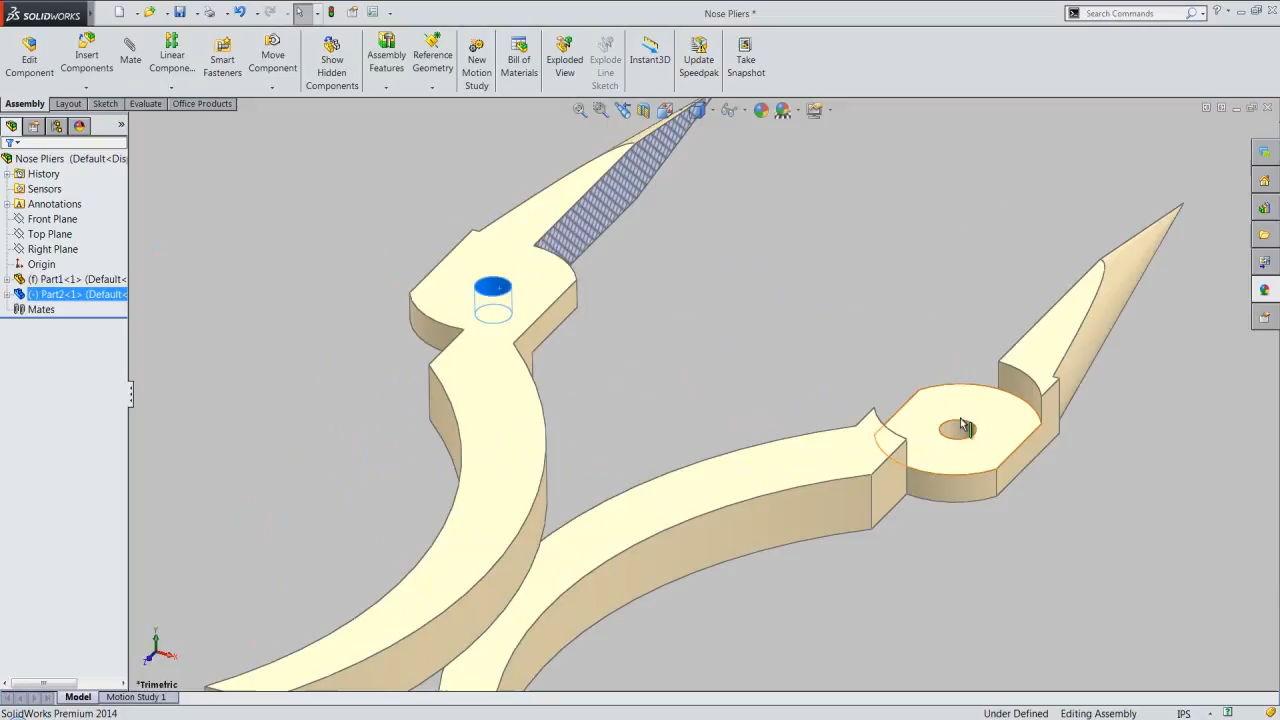 SOLIDWORKS
Nose Pliers *
Search Commands
Edit Component
Insert Components
Mate
Linear Compone...
Smart Fasteners
Move Component
Show Hidden Components
Assembly Features
Reference Geometry
New Motion Study
Bill of Materials
Exploded View
Explode Line Sketch
Instant3D
Update Speedpak
Take Snapshot
Assembly
Layout
Sketch
Evaluate
Office Products
Nose Pliers (Default<Dis
History
Sensors
Annotations
Front Plane
Top Plane
Right Plane
Origin
(f) Part1<1> (Default<
(-) Part2<1> (Default<
Mates
Y
X
Z
*Trimetric
Model
Motion Study 1
SolidWorks Premium 2014
Under Defined
Editing Assembly
IPS